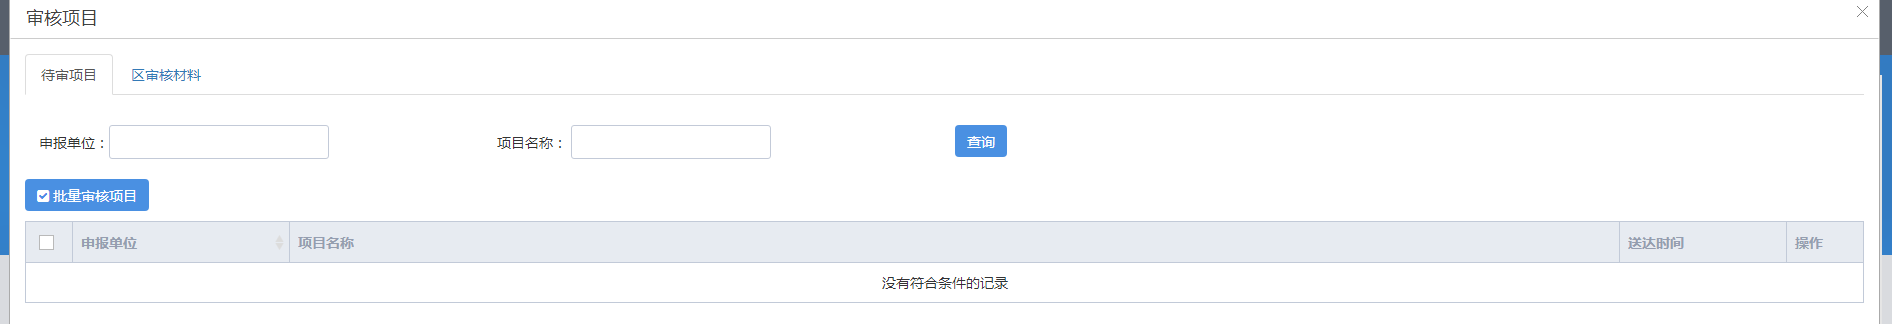 审核项目
待审项目 区审核材料
申报单位： 项目名称： 查询
批量审核项目
申报单位 项目名称 送达时间 操作
没有符合条件的记录